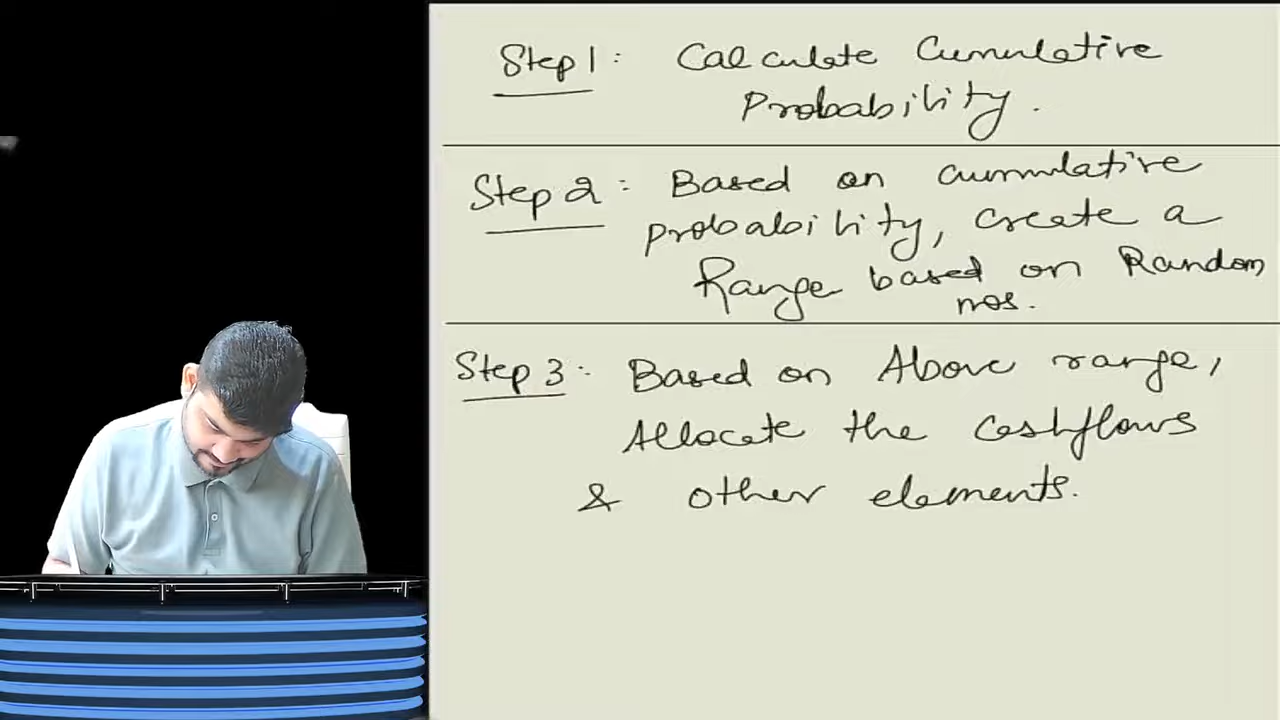 Step 1: Calculate Cumulative
Probability.
Step 2: Based on cummulative
probability, create a
Range based on Random
nos.
Step 3: Based on Above range,
Allocate the cashflows
& other elements.